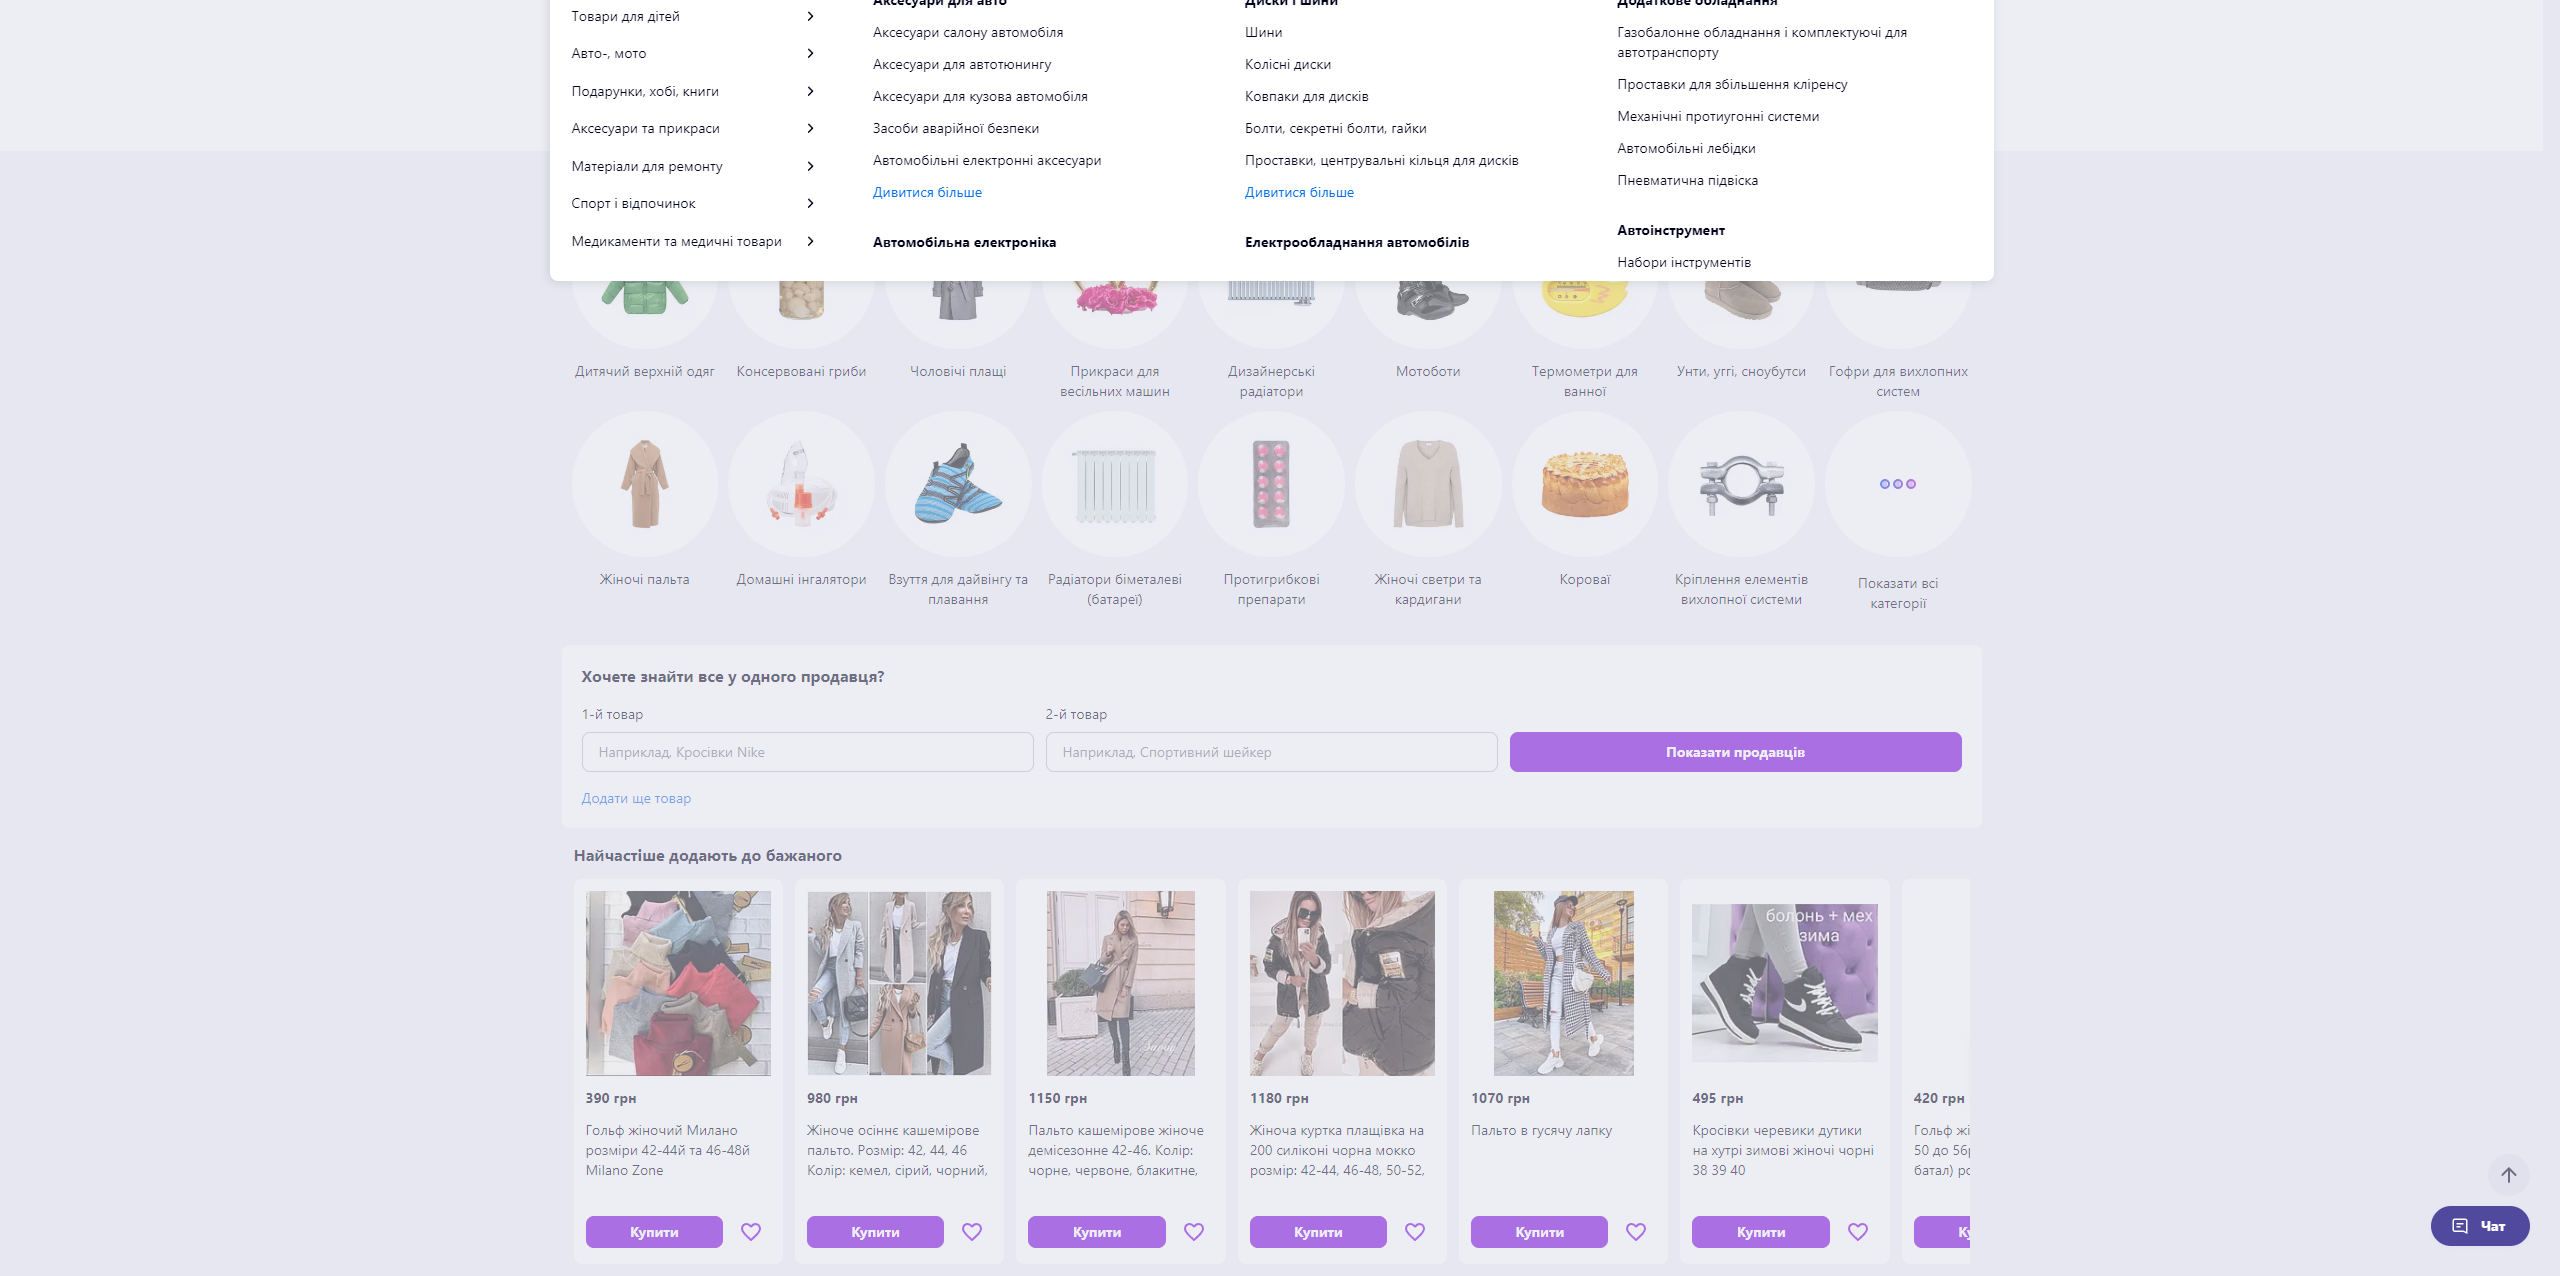 Товари для дітей
Авто-, мото
Подарунки, хобі, книги
Аксесуари та прикраси
Матеріали для ремонту
Спорт і відпочинок
Медикаменти та медичні товари
Аксесуари для авто
Аксесуари салону автомобіля
Аксесуари для автотюнингу
Аксесуари для кузова автомобіля
Засоби аварійної безпеки
Автомобільні електронні аксесуари
Дивитися більше
Автомобільна електроніка
Диски і шини
Шини
Колісні диски
Ковпаки для дисків
Болти, секретні болти, гайки
Проставки, центрувальні кільця для дисків
Дивитися більше
Електрообладнання автомобілів
Додаткове обладнання
Газобалонне обладнання і комплектуючі для
автотранспорту
Проставки для збільшення кліренсу
Механічні протиугонні системи
Автомобільні лебідки
Пневматична підвіска
Автоінструмент
Набори інструментів
Дитячий верхній одяг
Консервовані гриби
Чоловічі плащі
Прикраси для
весільних машин
Дизайнерські
радіатори
Мотоботи
Термометри для
ванної
Унти, уггі, сноубутси
Гофри для вихлопних
систем
Жіночі пальта
Домашні інгалятори
Взуття для дайвінгу та
плавання
Радіатори біметалеві
(батареї)
Протигрибкові
препарати
Жіночі светри та
кардигани
Короваї
Кріплення елементів
вихлопної системи
Показати всі
категорії
Хочете знайти все у одного продавця?
1-й товар
Наприклад, Кросівки Nike
2-й товар
Наприклад, Спортивний шейкер
Показати продавців
Додати ще товар
Найчастіше додають до бажаного
390 грн
Гольф жіночий Милано
розміри 42-44й та 46-48й
Milano Zone
Купити
980 грн
Жіноче осіннє кашемірове
пальто. Розмір: 42, 44, 46
Колір: кемел, сірий, чорний,
Купити
1150 грн
Пальто кашемірове жіноче
демісезонне 42-46. Колір:
чорне, червоне, блакитне,
Купити
1180 грн
Жіноча куртка плащівка на
200 силіконі чорна мокко
розмір: 42-44, 46-48, 50-52,
Купити
1070 грн
Пальто в гусячу лапку
Купити
болонь + мех
зима
495 грн
Кросівки черевики дутики
на хутрі зимові жіночі чорні
38 39 40
Купити
420 грн
Гольф жі
50 до 56р
батал) ро
Чат